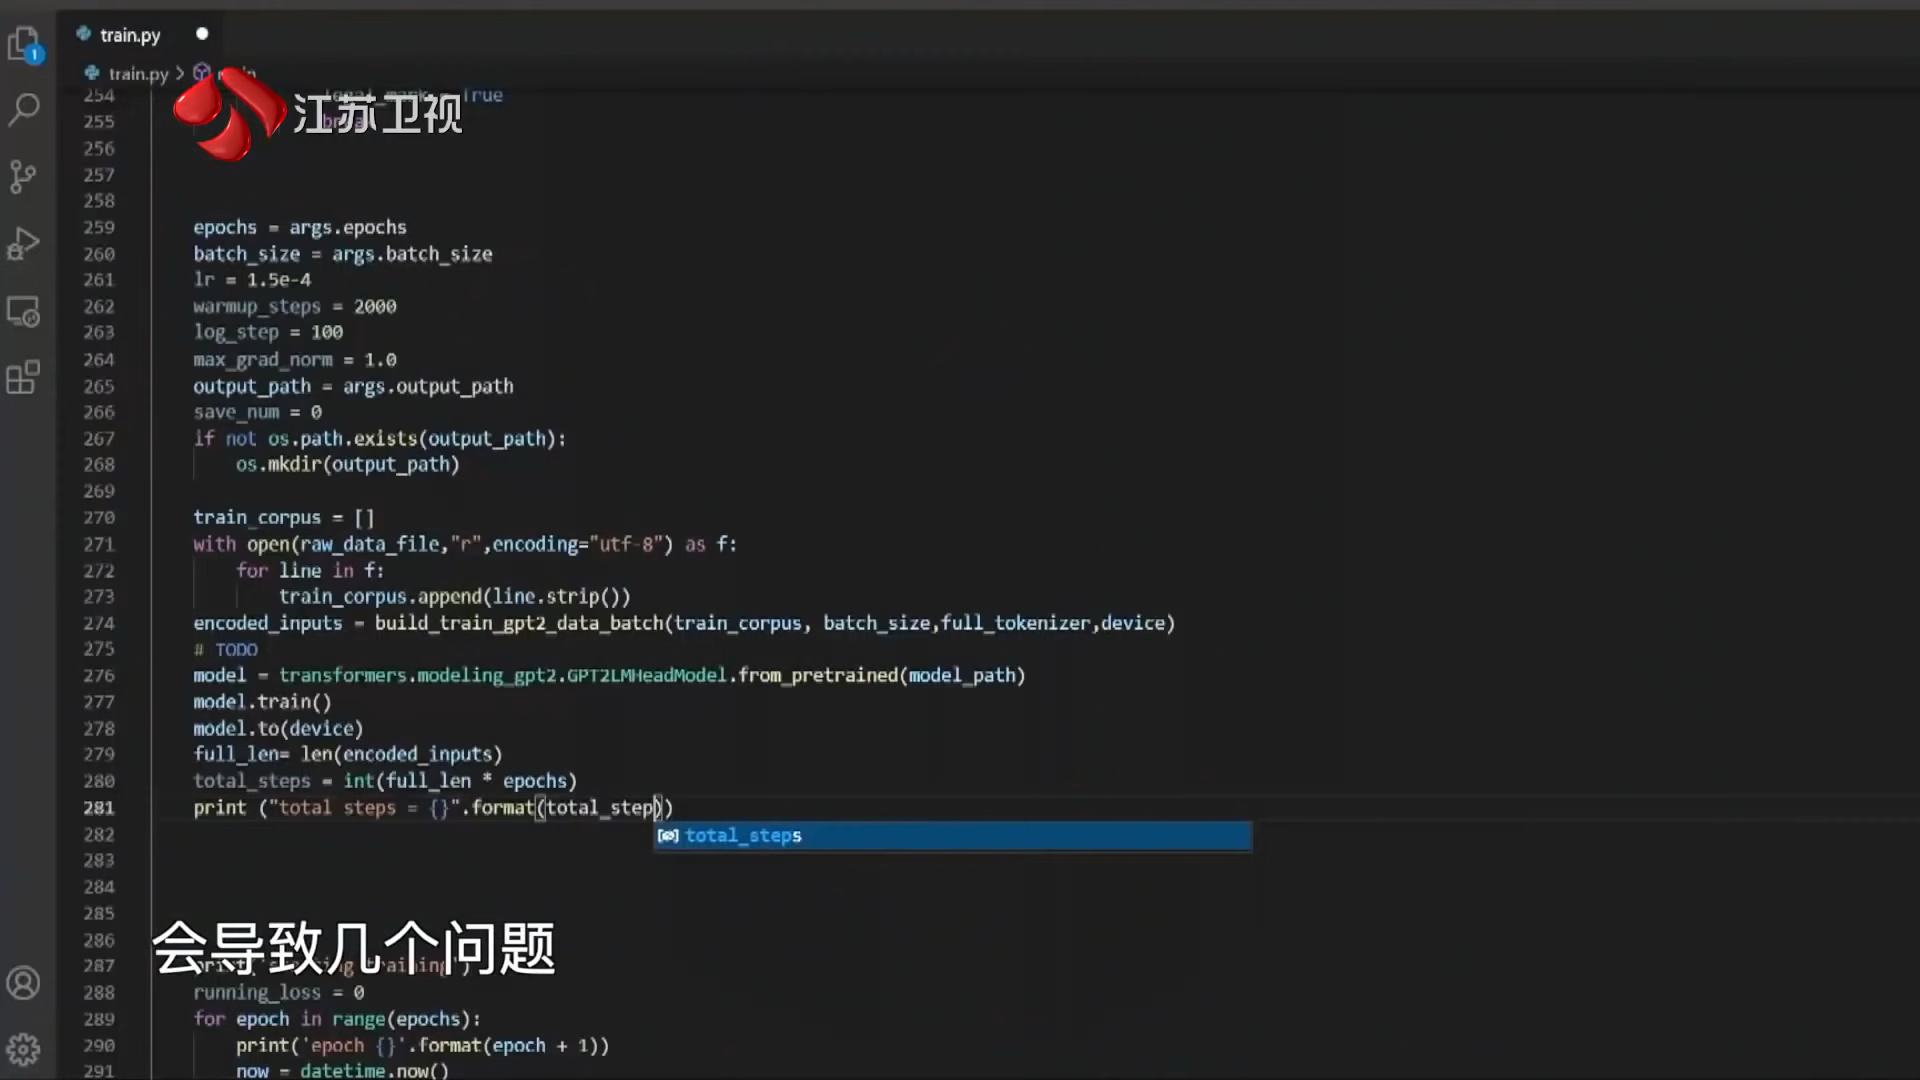 train.py
train.py >
江苏卫视
254 True
255
256
257
258
259 epochs = args.epochs
260 batch_size = args.batch_size
261 lr = 1.5e-4
262 warmup_steps = 2000
263 log_step = 100
264 max_grad_norm = 1.0
265 output_path = args.output_path
266 save_num = 0
267 if not os.path.exists(output_path):
268 os.mkdir(output_path)
269
270 train_corpus = []
271 with open(raw_data_file,"r",encoding="utf-8") as f:
272 for line in f:
273 train_corpus.append(line.strip())
274 encoded_inputs = build_train_gpt2_data_batch(train_corpus, batch_size,full_tokenizer,device)
275 # TODO
276 model = transformers.modeling_gpt2.GPT2LMHeadModel.from_pretrained(model_path)
277 model.train()
278 model.to(device)
279 full_len= len(encoded_inputs)
280 total_steps = int(full_len * epochs)
281 print ("total steps = {}".format(total_step))
total_steps
282
283
284
285
286
会导致几个问题
287 training')
288 running_loss = 0
289 for epoch in range(epochs):
290 print('epoch {}'.format(epoch + 1))
291 now = datetime.now()
1